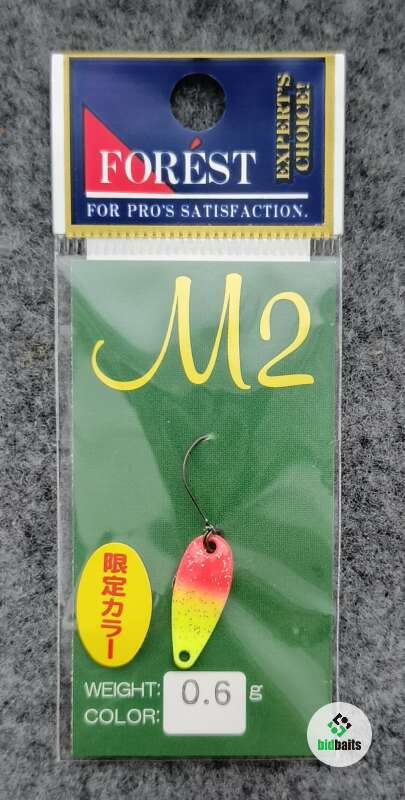 FORÉST
FOR PRO'S SATISFACTION.
EXPERT'S
CHOICE!
M2
限定カラー
WEIGHT: 0.6 g
COLOR:
bidbaits